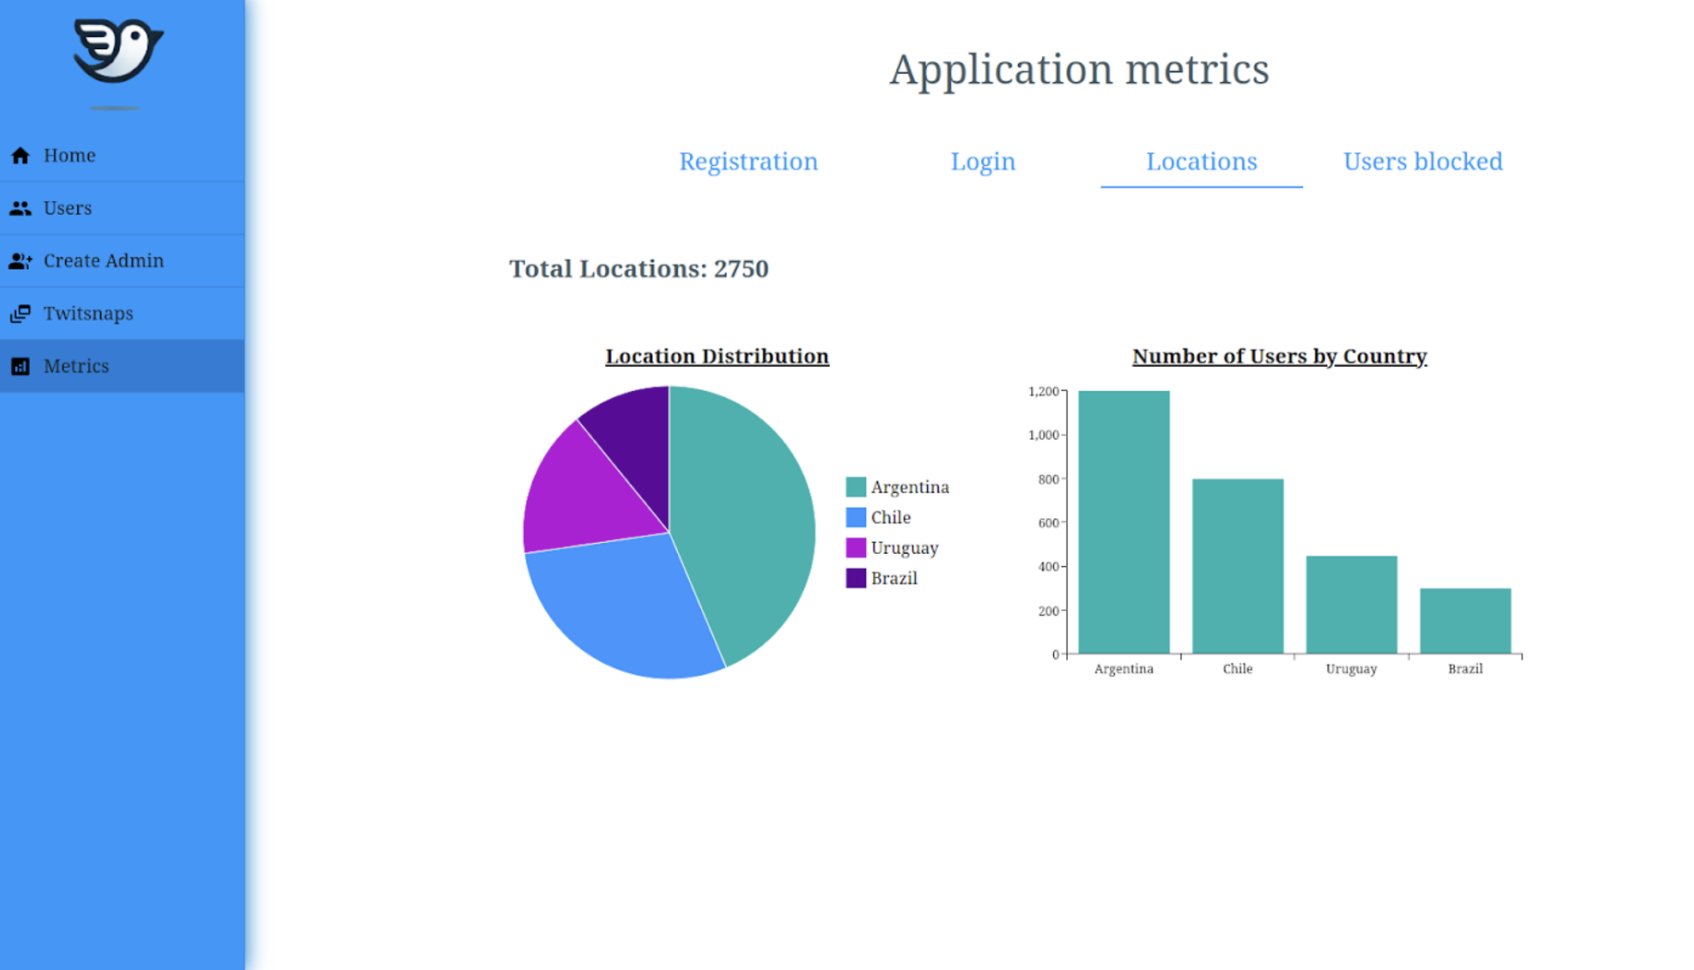 Home
Users
Create Admin
Twitsnaps
Metrics
Application metrics
Registration Login Locations Users blocked
Total Locations: 2750
Location Distribution
Argentina
Chile
Uruguay
Brazil
Number of Users by Country
1,200
1,000
800
600
400
200
0
Argentina Chile Uruguay Brazil